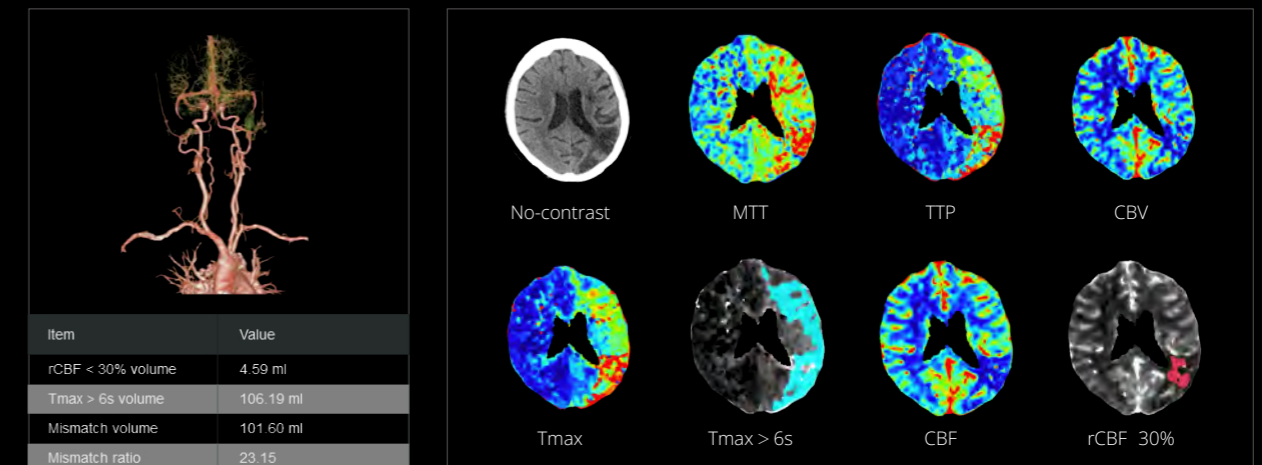 Item Value
rCBF < 30% volume 4.59 ml
Tmax > 6s volume 106.19 ml
Mismatch volume 101.60 ml
Mismatch ratio 23.15
No-contrast MTT TTP CBV
Tmax Tmax > 6s CBF rCBF 30%